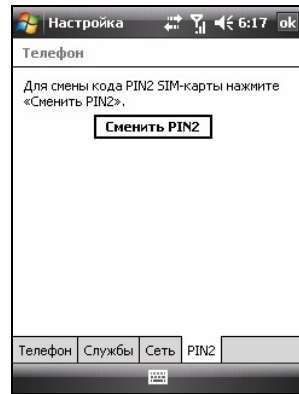 Настройка 6:17 ok
Телефон
Для смены кода PIN2 SIM-карты нажмите
«Сменить PIN2».
Сменить PIN2
Телефон Службы Сеть PIN2